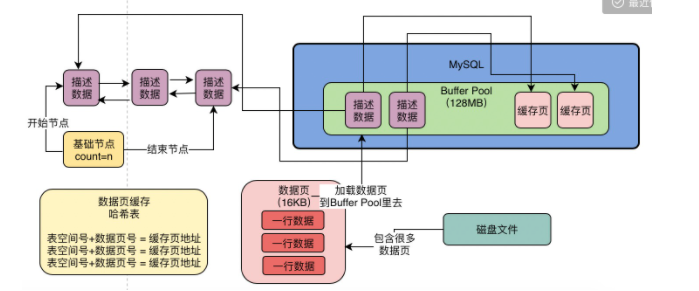 最近
MySQL
Buffer Pool
（128MB）
描述
数据
描述
数据
描述
数据
描述
数据
描述
数据
缓存页
缓存页
开始节点
基础节点
count=n
结束节点
数据页
（16KB）
加载数据页
到Buffer Pool里去
一行数据
一行数据
一行数据
包含很多
数据页
磁盘文件
数据页缓存
哈希表
表空间号+数据页号 = 缓存页地址
表空间号+数据页号 = 缓存页地址
表空间号+数据页号 = 缓存页地址